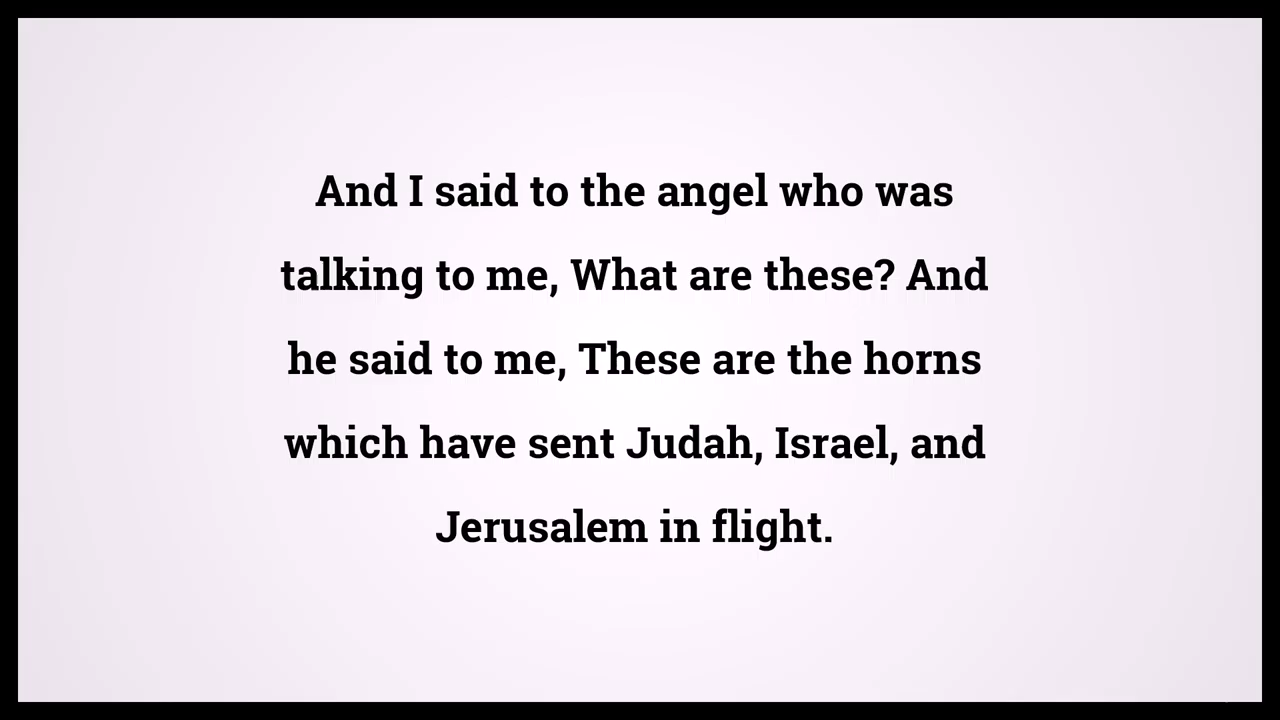 And I said to the angel who was
talking to me, What are these? And
he said to me, These are the horns
which have sent Judah, Israel, and
Jerusalem in flight.